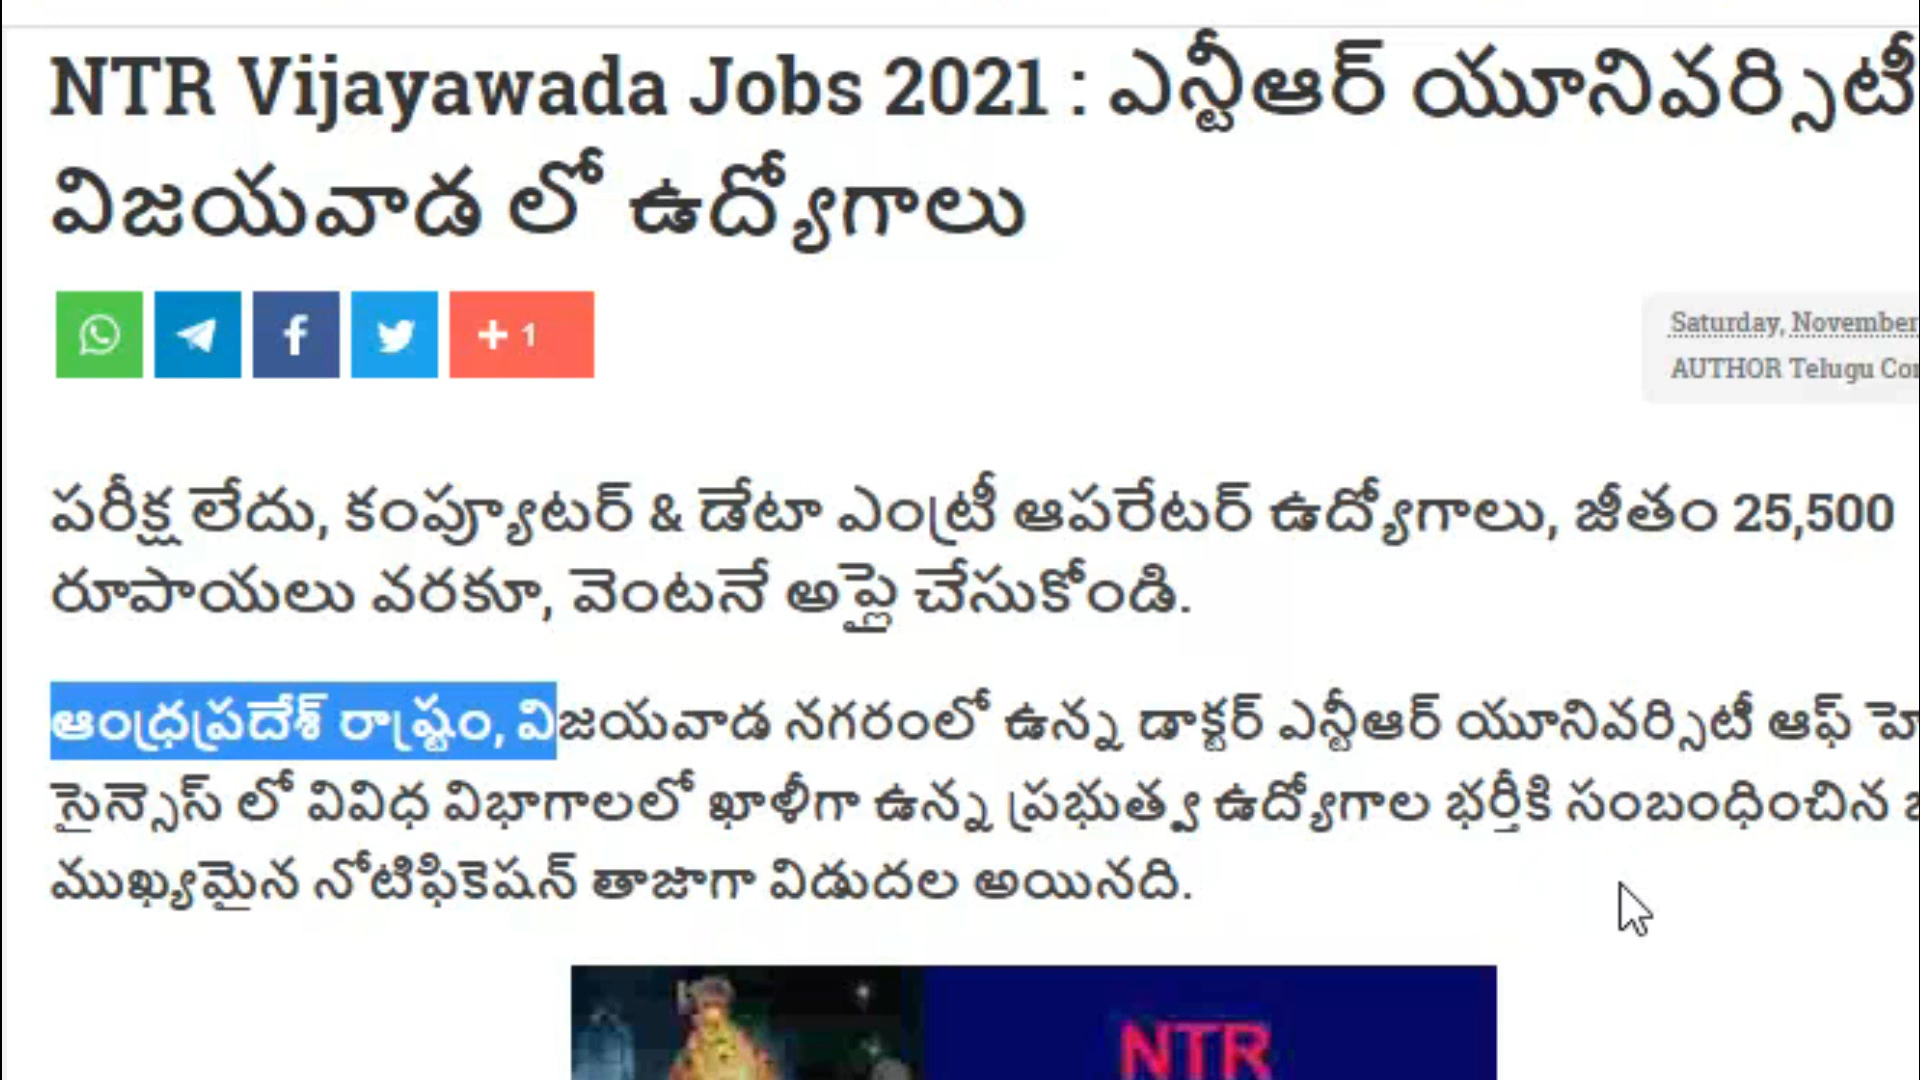 NTR Vijayawada Jobs 2021 : ఎన్టీఆర్ యూనివర్సిటీ
విజయవాడ లో ఉద్యోగాలు
+ 1
Saturday, November
AUTHOR Telugu
పరీక్ష లేదు, కంప్యూటర్ & డేటా ఎంట్రీ ఆపరేటర్ ఉద్యోగాలు, జీతం 25,500
రూపాయలు వరకూ, వెంటనే అప్లై చేసుకోండి.
ఆంధ్రప్రదేశ్ రాష్ట్రం, విజయవాడ నగరంలో ఉన్న డాక్టర్ ఎన్టీఆర్ యూనివర్సిటీ ఆఫ్
సైన్సెస్ లో వివిధ విభాగాలలో ఖాళీగా ఉన్న ప్రభుత్వ ఉద్యోగాల భర్తీకి సంబంధించిన
ముఖ్యమైన నోటిఫికెషన్ తాజాగా విడుదల అయినది.
NTR